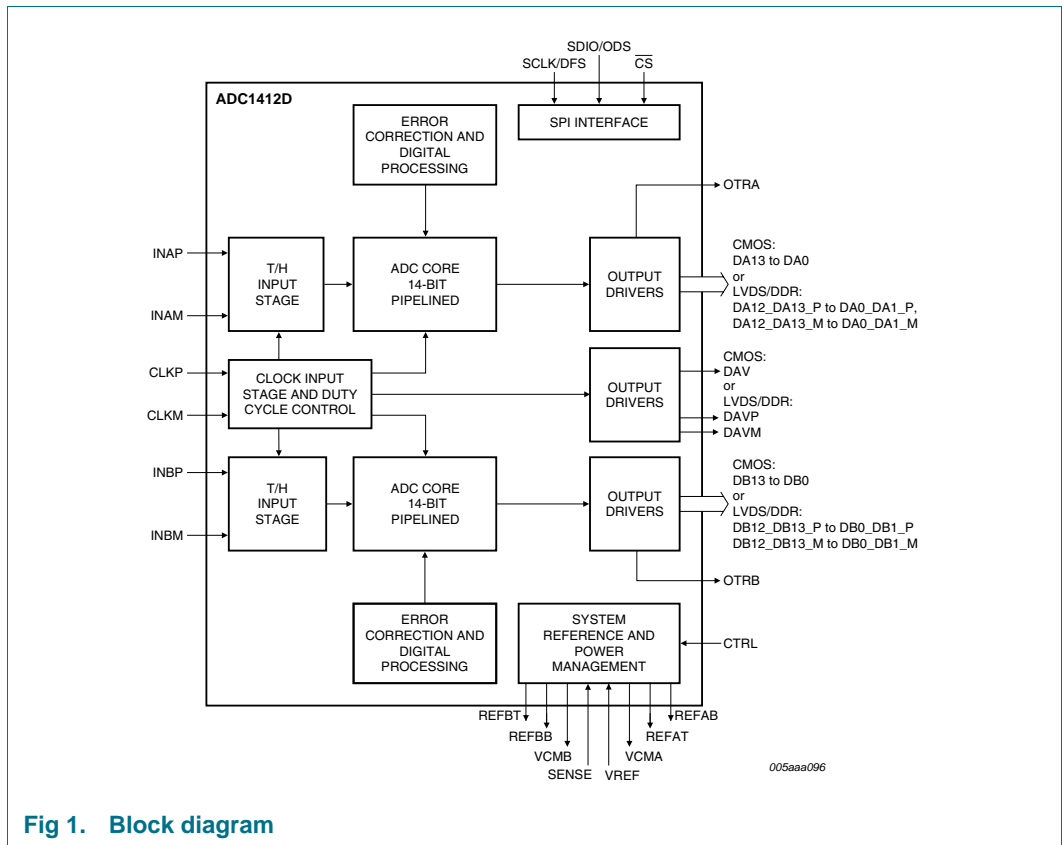 SDIO/ODS
SCLK/DFS
CS
ADC1412D
ERROR
CORRECTION AND
DIGITAL
PROCESSING
SPI INTERFACE
OTRA
INAP
INAM
T/H
INPUT
STAGE
ADC CORE
14-BIT
PIPELINED
OUTPUT
DRIVERS
CMOS:
DA13 to DA0
or
LVDS/DDR:
DA12_DA13_P to DA0_DA1_P,
DA12_DA13_M to DA0_DA1_M
CLKP
CLKM
CLOCK INPUT
STAGE AND DUTY
CYCLE CONTROL
OUTPUT
DRIVERS
CMOS:
DAV
or
LVDS/DDR:
DAVP
DAVM
INBP
INBM
T/H
INPUT
STAGE
ADC CORE
14-BIT
PIPELINED
OUTPUT
DRIVERS
CMOS:
DB13 to DB0
or
LVDS/DDR:
DB12_DB13_P to DB0_DB1_P
DB12_DB13_M to DB0_DB1_M
OTRB
ERROR
CORRECTION AND
DIGITAL
PROCESSING
SYSTEM
REFERENCE AND
POWER
MANAGEMENT
CTRL
REFBT
REFBB
VCMB
SENSE
VREF
VCMA
REFAT
REFAB
005aaa096
Fig 1. Block diagram